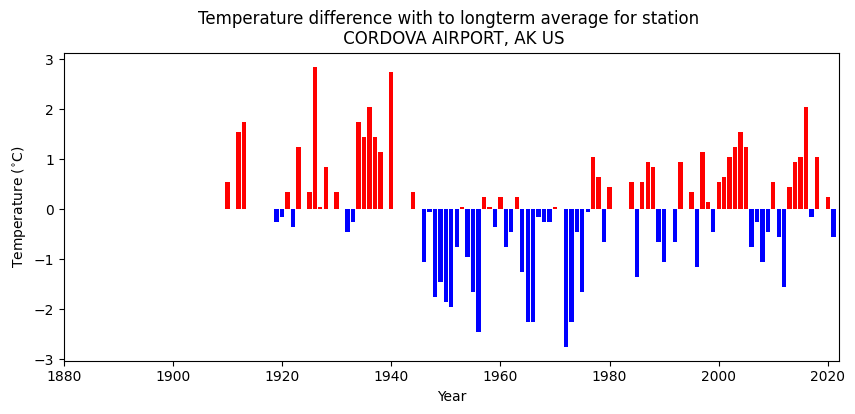 Temperature difference with to longterm average for station
CORDOVA AIRPORT, AK US
3
2
1
0
−1
−2
−3
Temperature (°C)
1880 1900 1920 1940 1960 1980 2000 2020
Year